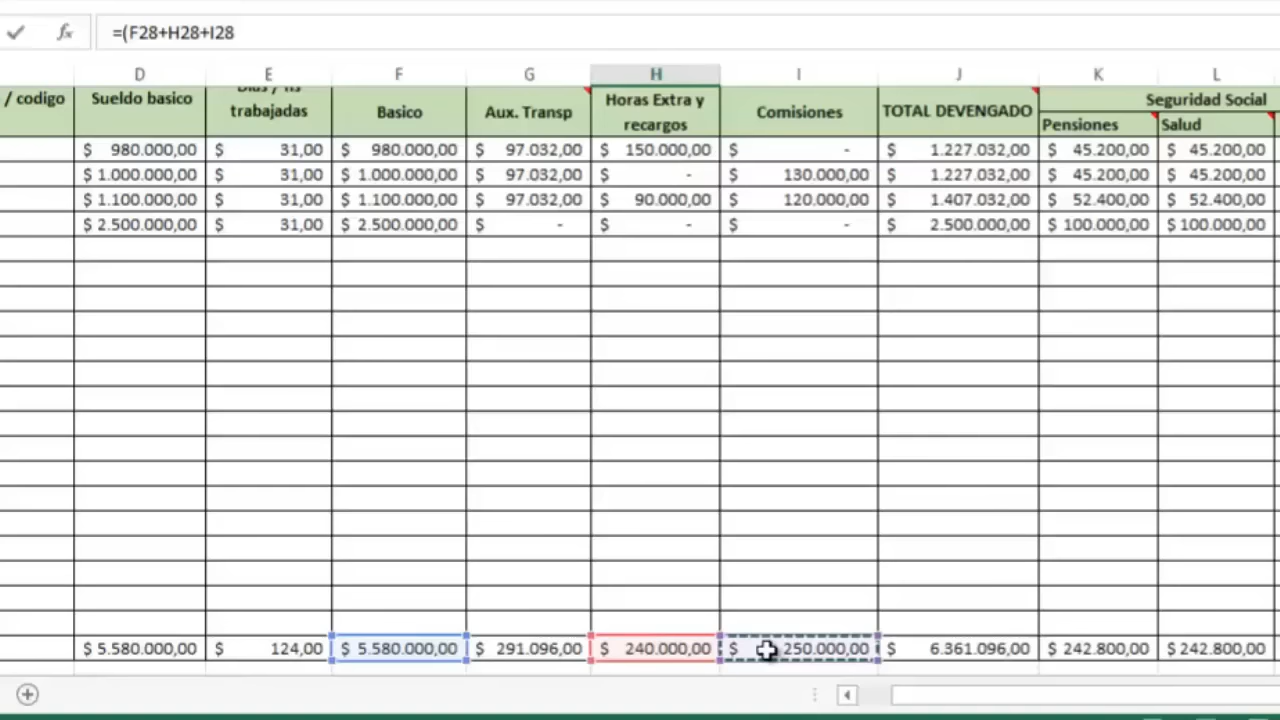 =(F28+H28+I28
D E F G H I J K L
/ codigo Sueldo basico trabajadas Basico Aux. Transp Horas Extra y recargos Comisiones TOTAL DEVENGADO Seguridad Social
Pensiones Salud
$ 980.000,00 $ 31,00 $ 980.000,00 $ 97.032,00 $ 150.000,00 $ - $ 1.227.032,00 $ 45.200,00 $ 45.200,00
$ 1.000.000,00 $ 31,00 $ 1.000.000,00 $ 97.032,00 $ - $ 130.000,00 $ 1.227.032,00 $ 45.200,00 $ 45.200,00
$ 1.100.000,00 $ 31,00 $ 1.100.000,00 $ 97.032,00 $ 90.000,00 $ 120.000,00 $ 1.407.032,00 $ 52.400,00 $ 52.400,00
$ 2.500.000,00 $ 31,00 $ 2.500.000,00 $ - $ - $ - $ 2.500.000,00 $ 100.000,00 $ 100.000,00
$ 5.580.000,00 $ 124,00 $ 5.580.000,00 $ 291.096,00 $ 240.000,00 $ 250.000,00 $ 6.361.096,00 $ 242.800,00 $ 242.800,00